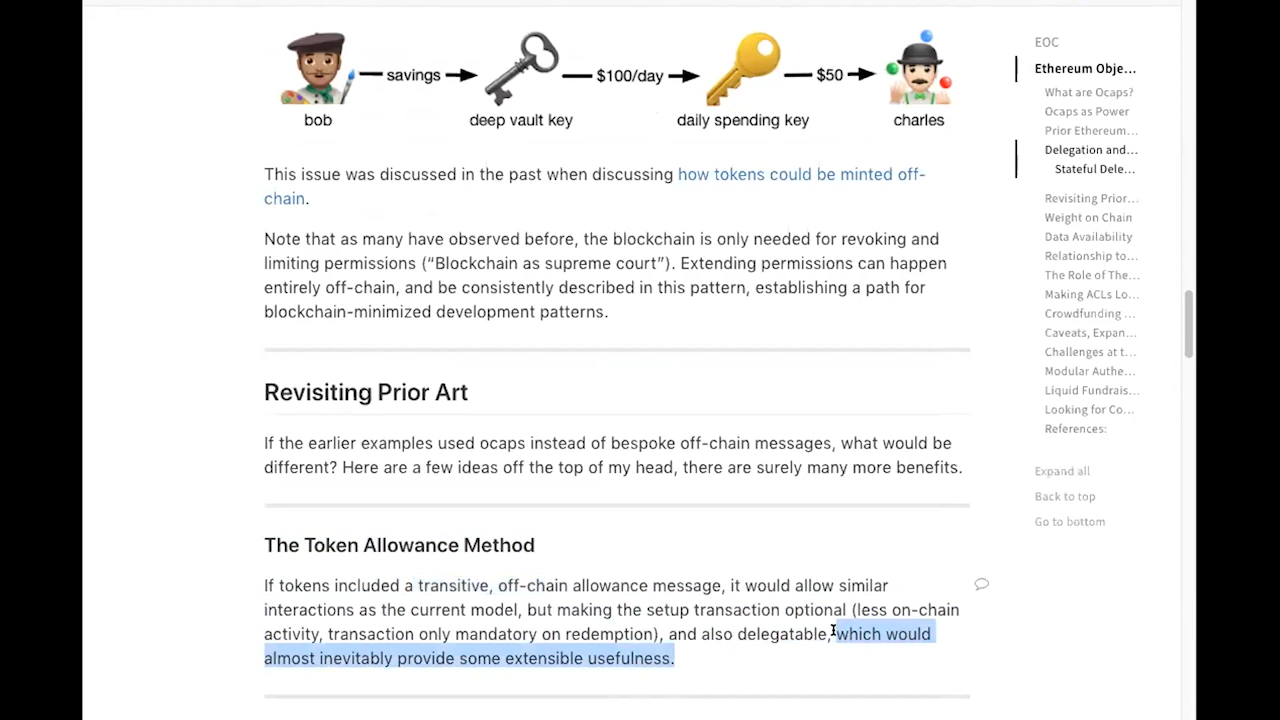 savings
$100/day
$50
bob
deep vault key
daily spending key
charles
This issue was discussed in the past when discussing how tokens could be minted off-
chain.
Note that as many have observed before, the blockchain is only needed for revoking and
limiting permissions (“Blockchain as supreme court”). Extending permissions can happen
entirely off-chain, and be consistently described in this pattern, establishing a path for
blockchain-minimized development patterns.
Revisiting Prior Art
If the earlier examples used ocaps instead of bespoke off-chain messages, what would be
different? Here are a few ideas off the top of my head, there are surely many more benefits.
The Token Allowance Method
If tokens included a transitive, off-chain allowance message, it would allow similar
interactions as the current model, but making the setup transaction optional (less on-chain
activity, transaction only mandatory on redemption), and also delegatable, which would
almost inevitably provide some extensible usefulness.
EOC
Ethereum Obje...
What are Ocaps?
Ocaps as Power
Prior Ethereum...
Delegation and...
Stateful Dele...
Revisiting Prior...
Weight on Chain
Data Availability
Relationship to...
The Role of The...
Making ACLs Lo...
Crowdfunding ...
Caveats, Expan...
Challenges at t...
Modular Authe...
Liquid Fundrais...
Looking for Co...
References:
Expand all
Back to top
Go to bottom